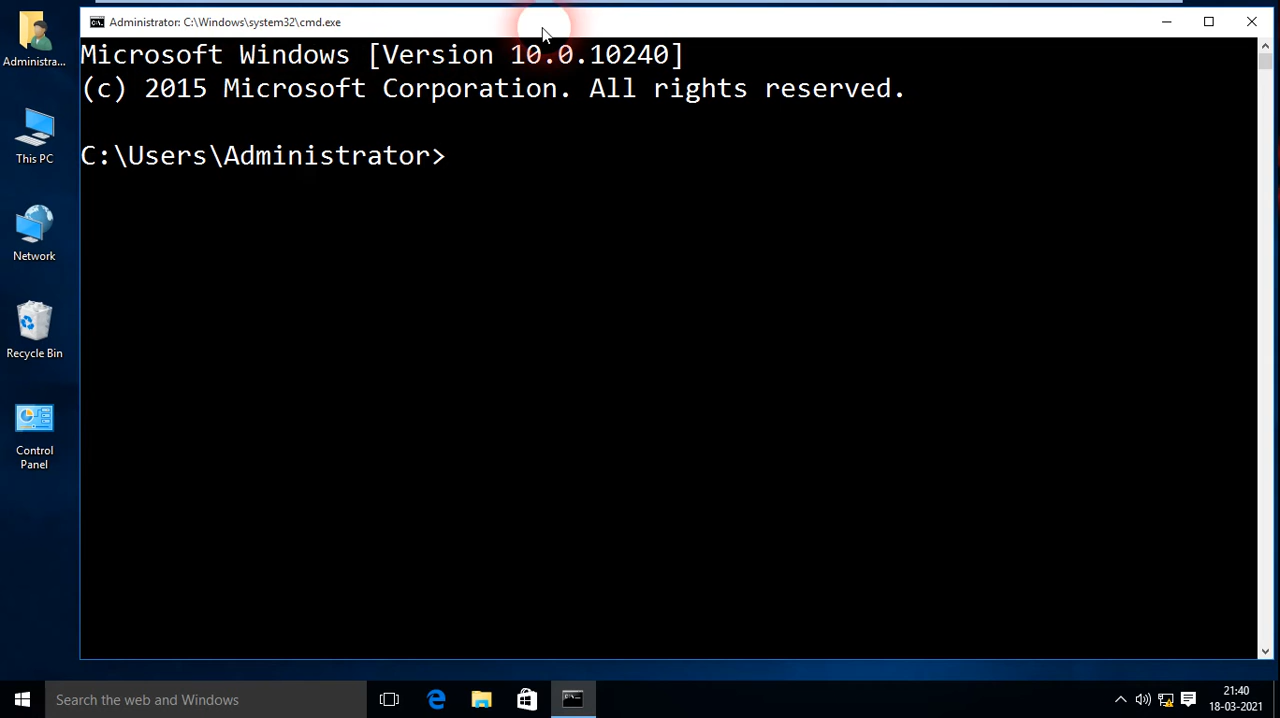 Administrator: C:\Windows\system32\cmd.exe
Administra...
This PC
Network
Recycle Bin
Control
Panel
Microsoft Windows [Version 10.0.10240]
(c) 2015 Microsoft Corporation. All rights reserved.
C:\Users\Administrator>
Search the web and Windows
21:40
18-03-2021